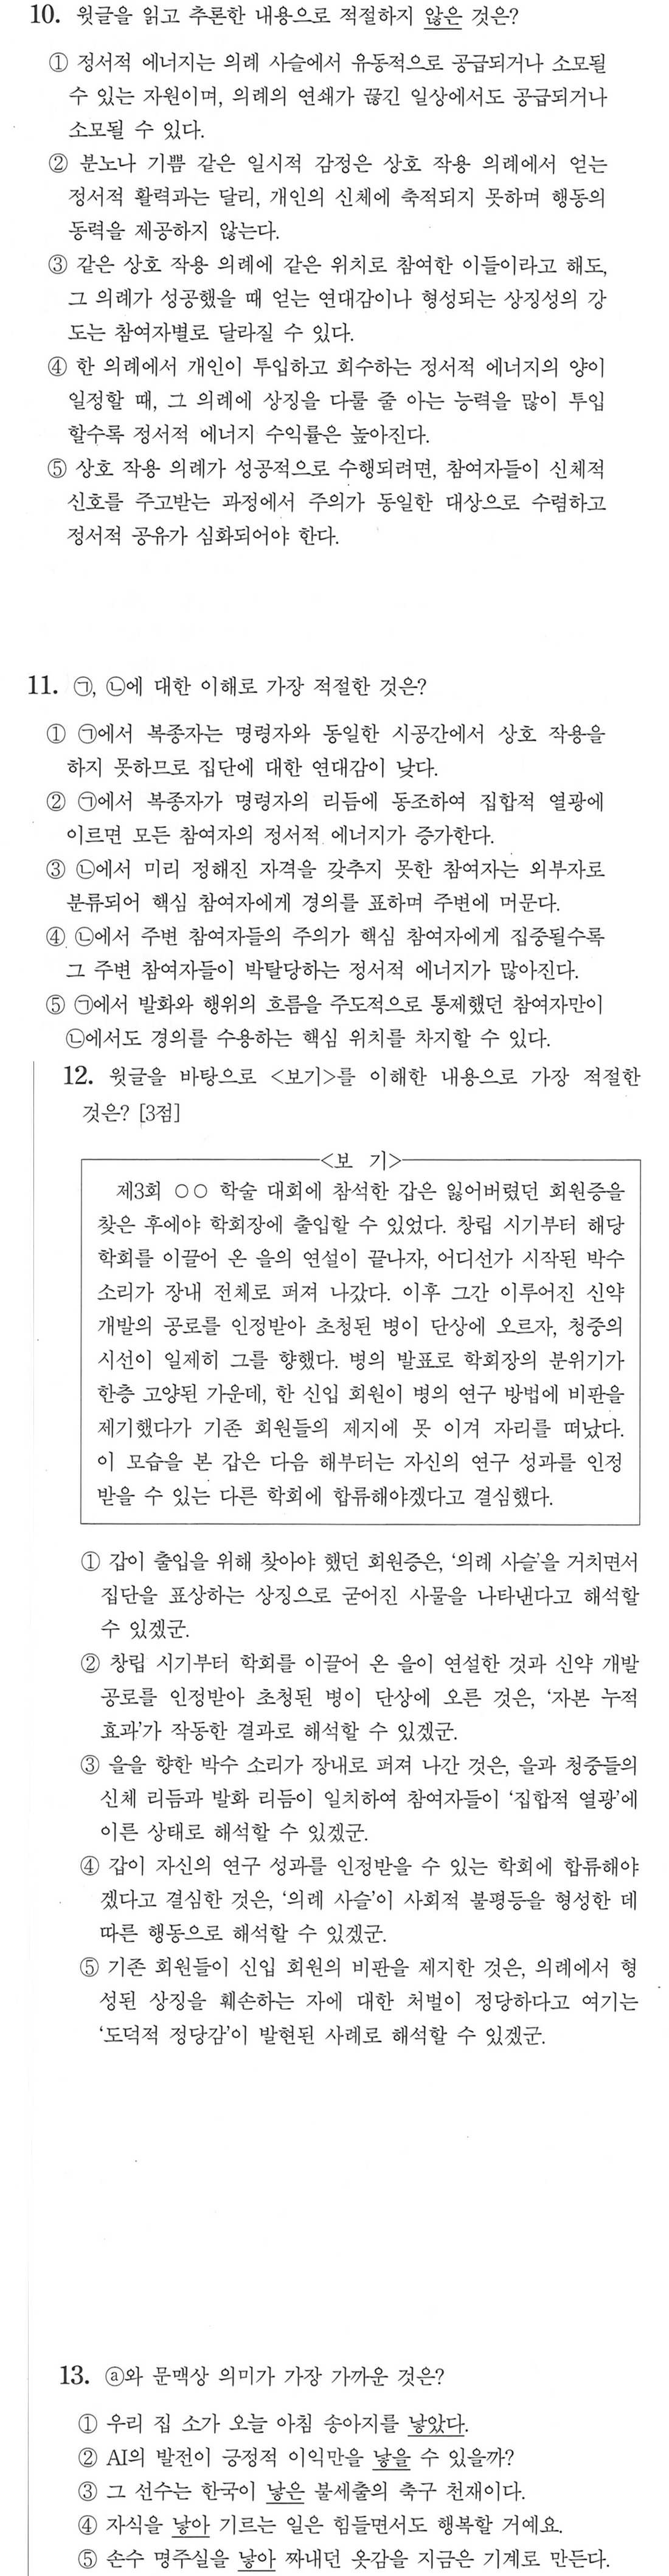 10. 윗글을 읽고 추론한 내용으로 적절하지 않은 것은?
① 정서적 에너지는 의례 사슬에서 유동적으로 공급되거나 소모될
수 있는 자원이며, 의례의 연쇄가 끊긴 일상에서도 공급되거나
소모될 수 있다.
② 분노나 기쁨 같은 일시적 감정은 상호 작용 의례에서 얻는
정서적 활력과는 달리, 개인의 신체에 축적되지 못하며 행동의
동력을 제공하지 않는다.
③ 같은 상호 작용 의례에 같은 위치로 참여한 이들이라고 해도,
그 의례가 성공했을 때 얻는 연대감이나 형성되는 상징성의 강
도는 참여자별로 달라질 수 있다.
④ 한 의례에서 개인이 투입하고 회수하는 정서적 에너지의 양이
일정할 때, 그 의례에 상징을 다룰 줄 아는 능력을 많이 투입
할수록 정서적 에너지 수익률은 높아진다.
⑤ 상호 작용 의례가 성공적으로 수행되려면, 참여자들이 신체적
신호를 주고받는 과정에서 주의가 동일한 대상으로 수렴하고
정서적 공유가 심화되어야 한다.
11. ㉠, ㉡에 대한 이해로 가장 적절한 것은?
① ㉠에서 복종자는 명령자와 동일한 시공간에서 상호 작용을
하지 못하므로 집단에 대한 연대감이 낮다.
② ㉠에서 복종자가 명령자의 리듬에 동조하여 집합적 열광에
이르면 모든 참여자의 정서적 에너지가 증가한다.
③ ㉡에서 미리 정해진 자격을 갖추지 못한 참여자는 외부자로
분류되어 핵심 참여자에게 경의를 표하며 주변에 머문다.
④ ㉡에서 주변 참여자들의 주의가 핵심 참여자에게 집중될수록
그 주변 참여자들이 박탈당하는 정서적 에너지가 많아진다.
⑤ ㉠에서 발화와 행위의 흐름을 주도적으로 통제했던 참여자만이
㉡에서도 경의를 수용하는 핵심 위치를 차지할 수 있다.
12. 윗글을 바탕으로 <보기>를 이해한 내용으로 가장 적절한
것은? [3점]
<보 기>
제3회 ○○ 학술 대회에 참석한 갑은 잃어버렸던 회원증을
찾은 후에야 학회장에 출입할 수 있었다. 창립 시기부터 해당
학회를 이끌어 온 을의 연설이 끝나자, 어디선가 시작된 박수
소리가 장내 전체로 퍼져 나갔다. 이후 그간 이루어진 신약
개발의 공로를 인정받아 초청된 병이 단상에 오르자, 청중의
시선이 일제히 그를 향했다. 병의 발표로 학회장의 분위기가
한층 고양된 가운데, 한 신입 회원이 병의 연구 방법에 비판을
제기했다가 기존 회원들의 제지에 못 이겨 자리를 떠났다.
이 모습을 본 갑은 다음 해부터는 자신의 연구 성과를 인정
받을 수 있는 다른 학회에 합류해야겠다고 결심했다.
① 갑이 출입을 위해 찾아야 했던 회원증은, ‘의례 사슬’을 거치면서
집단을 표상하는 상징으로 굳어진 사물을 나타낸다고 해석할
수 있겠군.
② 창립 시기부터 학회를 이끌어 온 을이 연설한 것과 신약 개발
공로를 인정받아 초청된 병이 단상에 오른 것은, ‘자본 누적
효과’가 작동한 결과로 해석할 수 있겠군.
③ 을을 향한 박수 소리가 장내로 퍼져 나간 것은, 을과 청중들의
신체 리듬과 발화 리듬이 일치하여 참여자들이 ‘집합적 열광’에
이른 상태로 해석할 수 있겠군.
④ 갑이 자신의 연구 성과를 인정받을 수 있는 학회에 합류해야
겠다고 결심한 것은, ‘의례 사슬’이 사회적 불평등을 형성한 데
따른 행동으로 해석할 수 있겠군.
⑤ 기존 회원들이 신입 회원의 비판을 제지한 것은, 의례에서 형
성된 상징을 훼손하는 자에 대한 처벌이 정당하다고 여기는
‘도덕적 정당감’이 발현된 사례로 해석할 수 있겠군.
13. ⓐ와 문맥상 의미가 가장 가까운 것은?
① 우리 집 소가 오늘 아침 송아지를 낳았다.
② AI의 발전이 긍정적 이익만을 낳을 수 있을까?
③ 그 선수는 한국이 낳은 불세출의 축구 천재이다.
④ 자식을 낳아 기르는 일은 힘들면서도 행복할 거예요.
⑤ 손수 명주실을 낳아 짜내던 옷감을 지금은 기계로 만든다.